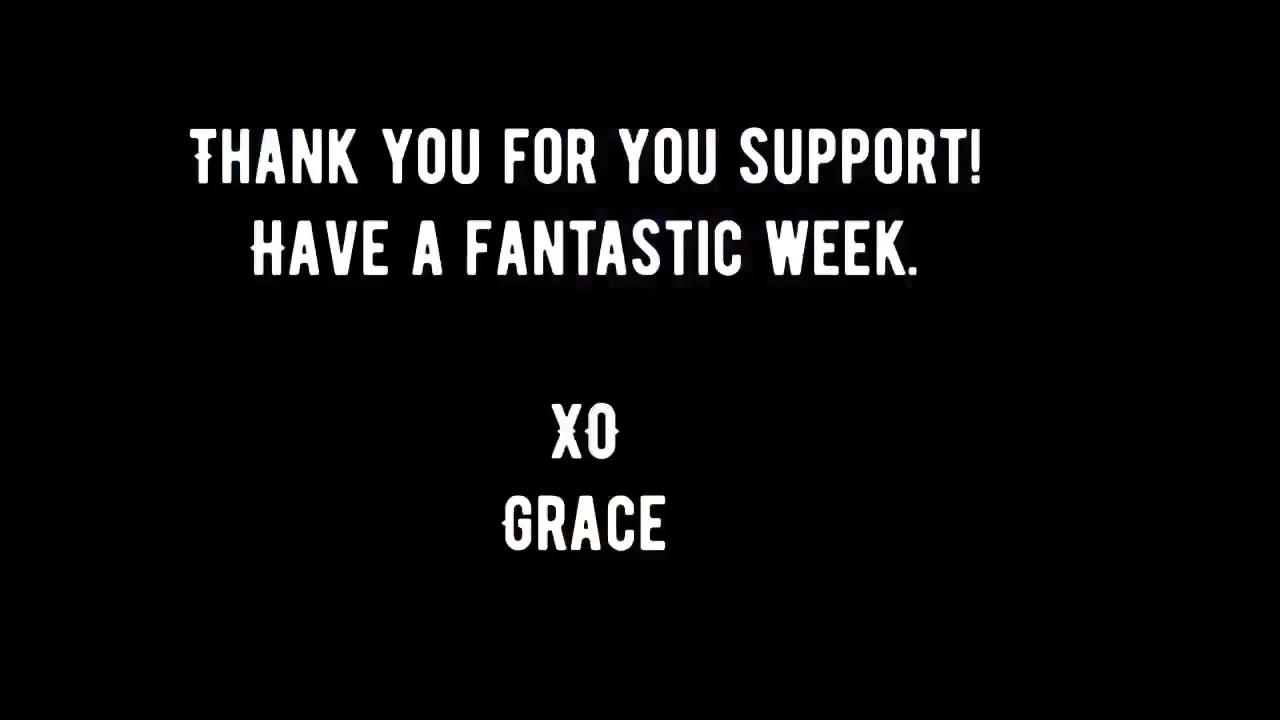 THANK YOU FOR YOU SUPPORT!
HAVE A FANTASTIC WEEK.
XO
GRACE